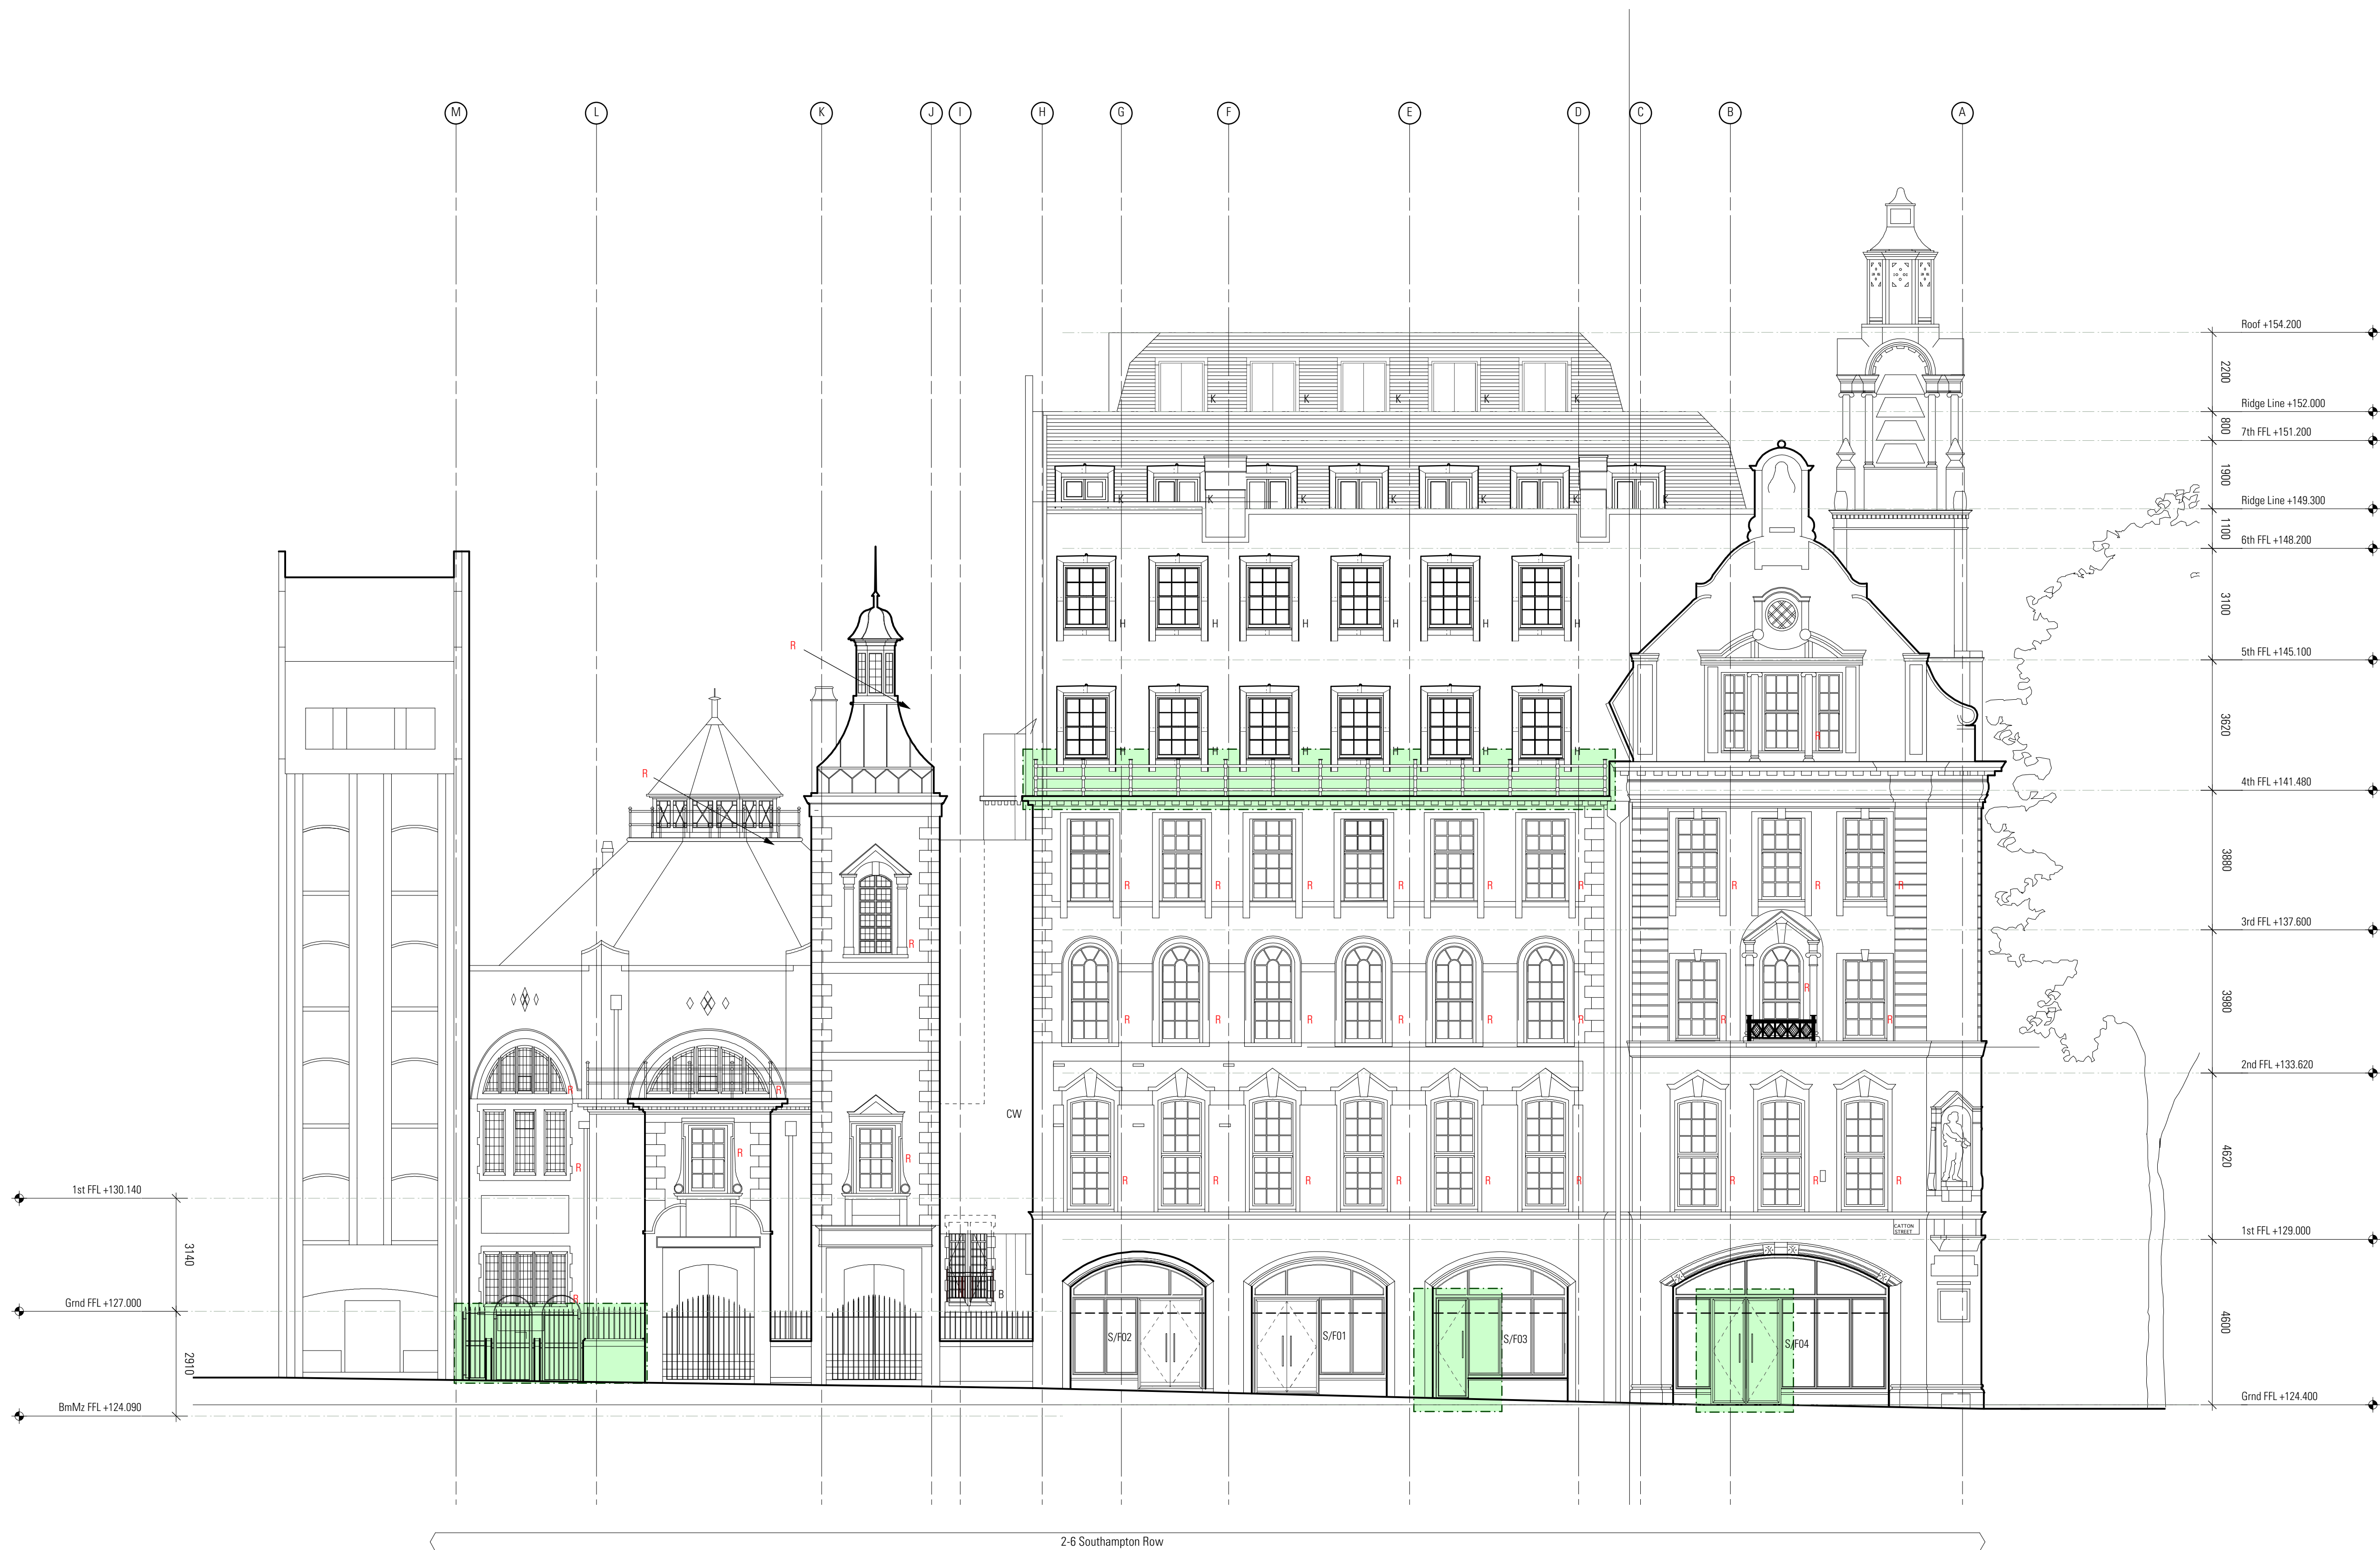 M L K J I H G F E D C B A
Roof +154.200
2200
Ridge Line +152.000
K K K K K
800
7th FFL +151.200
1900
K K K K K K K
Ridge Line +149.300
1100
6th FFL +148.200
3100
H H H H H H
R
5th FFL +145.100
3620
R
H H H H H H
R
4th FFL +141.480
3880
R R R R R R R R R
3rd FFL +137.600
R
3980
R
R R R R R R R R
2nd FFL +133.620
R R
CW
4620
R R R
R R R R R R R R R
1st FFL +130.140
CATTON
STREET
1st FFL +129.000
3140
B
R
Grnd FFL +127.000
4600
S/F02 S/F01 S/F03 S/F04
2910
Grnd FFL +124.400
BmMz FFL +124.090
2-6 Southampton Row